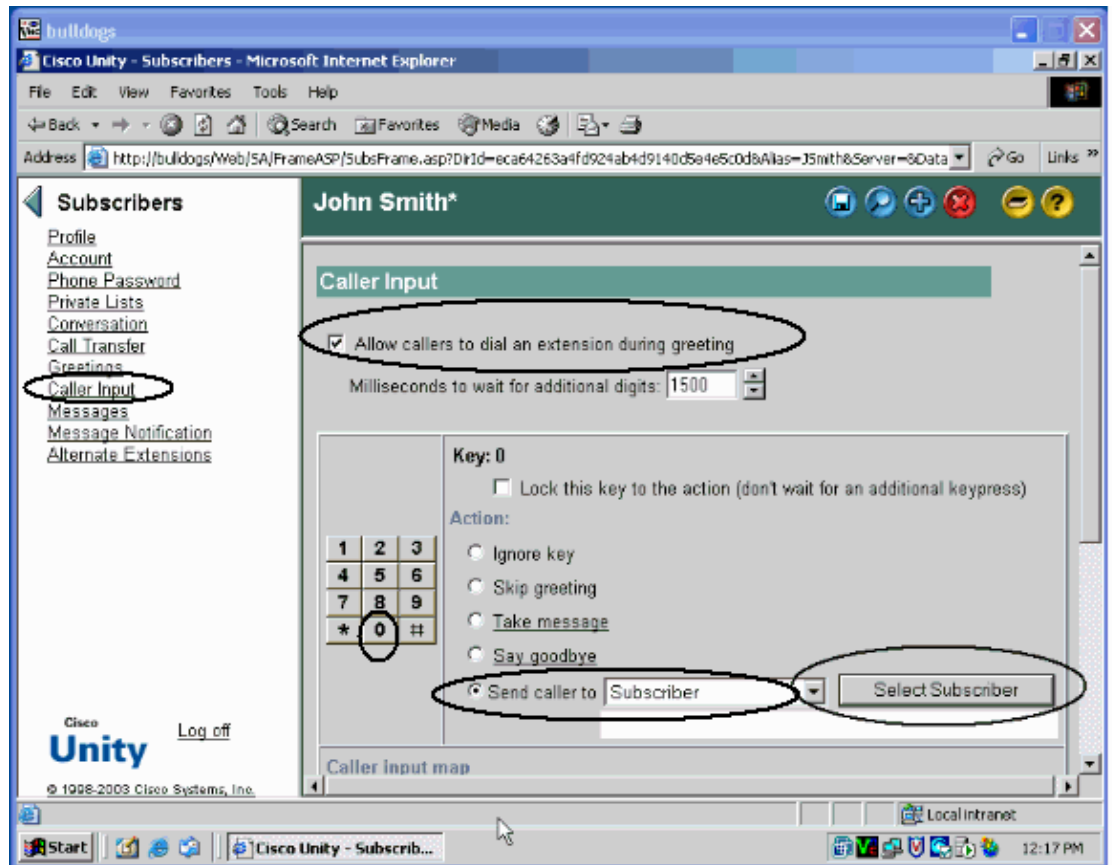 bulldogs
Cisco Unity - Subscribers - Microsoft Internet Explorer
File Edit View Favorites Tools Help
Back Search Favorites Media
Address http://bulldogs/Web/SA/FrameASP/SubsFrame.asp?DirId=eca64263a4fd924ab4d9140d5e4e5c0d&Alias=JSmith&Server=&Data Go Links »
Subscribers
John Smith*
Profile
Account
Phone Password
Private Lists
Conversation
Call Transfer
Greetings
Caller Input
Messages
Message Notification
Alternate Extensions
Caller Input
Allow callers to dial an extension during greeting
Milliseconds to wait for additional digits: 1500
Key: 0
Lock this key to the action (don't wait for an additional keypress)
Action:
1 2 3
4 5 6
7 8 9
* 0 #
Ignore key
Skip greeting
Take message
Say goodbye
Send caller to Subscriber Select Subscriber
Caller input map
Cisco
Unity
Log off
© 1998-2003 Cisco Systems, Inc.
Local intranet
Start Cisco Unity - Subscrib... 12:17 PM